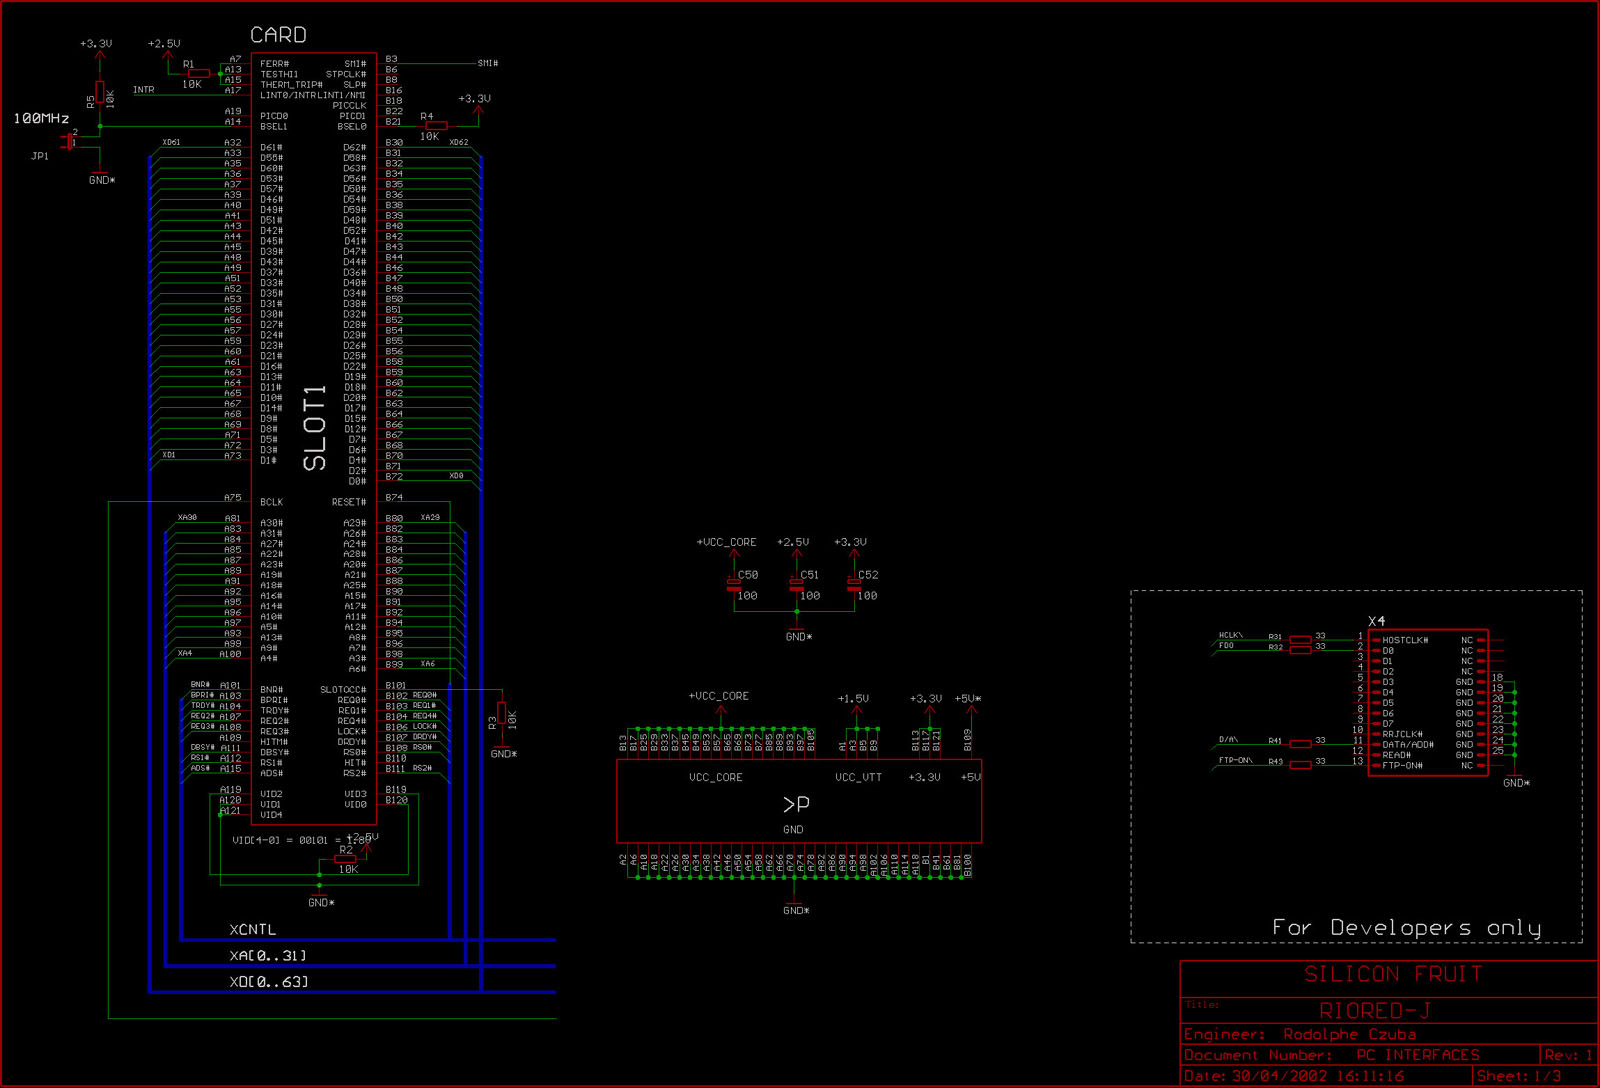 CARD
+3.3V
+2.5V
R1
10K
R5
10K
100MHz
JP1
2
1
GND*
INTR
A7 FERR# SMI# B3 SMI#
A13 TESTHI1 STPCLK# B6
A15 THERM_TRIP# SLP# B8
A17 LINT0/INTR LINT1/NMI B16
PICCLK B18
A19 PICD0 PICD1 B22
A14 BSEL1 BSEL0 B21
R4
10K
+3.3V
XD61 A32 D61# D62# B30 XD62
A33 D55# D58# B31
A35 D60# D63# B32
A36 D53# D56# B34
A37 D57# D50# B35
A39 D46# D54# B36
A40 D49# D59# B38
A41 D51# D48# B39
A43 D42# D52# B40
A44 D45# D41# B42
A45 D39# D47# B43
A48 D43# D44# B44
A49 D37# D36# B46
A51 D33# D40# B47
A52 D35# D34# B48
A53 D31# D38# B50
A55 D30# D32# B51
A56 D27# D28# B52
A57 D24# D29# B54
A59 D23# D26# B55
A60 D21# D25# B56
A61 D16# D22# B58
A63 D13# D19# B59
A64 D11# D18# B60
A65 D10# D20# B62
A67 D14# D17# B63
A68 D9# D15# B64
A69 D8# D12# B66
A71 D5# D7# B67
A72 D3# D6# B68
XD1 A73 D1# D4# B70
D2# B71
D0# B72 XD0
SLOT1
A75 BCLK RESET# B74
XA30 A81 A30# A29# B80 XA29
A83 A31# A26# B82
A84 A27# A24# B83
A85 A22# A28# B84
A87 A23# A20# B86
A89 A19# A21# B87
A91 A18# A25# B88
A92 A16# A15# B90
A95 A14# A17# B91
A96 A10# A11# B92
A97 A5# A12# B94
A93 A13# A8# B95
A99 A9# A7# B96
XA4 A100 A4# A3# B98
A6# B99 XA6
BNR# A101 BNR# SLOTOCC# B101
BPRI# A103 BPRI# REQ0# B102 REQ0#
TRDY# A104 TRDY# REQ1# B103 REQ1#
REQ2# A107 REQ2# REQ4# B104 REQ4#
REQ3# A108 REQ3# LOCK# B106 LOCK#
A109 HITM# DRDY# B107 DRDY#
DBSY# A111 DBSY# RS0# B108 RS0#
RS1# A112 RS1# HIT# B110
ADS# A115 ADS# RS2# B111 RS2#
R3
10K
GND*
A119 VID2 VID3 B119
A120 VID1 VID0 B120
A121 VID4
VID[4-0] = 00101 = 1.80V
+2.5V
R2
10K
GND*
XCNTL
XA[0..31]
XD[0..63]
+VCC_CORE
+2.5V
+3.3V
C50
C51
C52
100
100
100
GND*
+VCC_CORE
+1.5V
+3.3V
+5V*
B13 B17 B25 B29 B33 B37 B45 B49 B53 B57 B65 B69 B73 B77 B85 B89 B93 B97 B105 A1 A3 B5 B9 B113 B117 B121 B109
VCC_CORE VCC_VTT +3.3V +5V
>P
GND
A2 A6 A10 A18 A22 A26 A30 A34 A38 A42 A46 A50 A54 A58 A62 A66 A70 A74 A78 A82 A86 A90 A94 A98 A102 A106 A110 A114 A118 B1 B41 B61 B81 B100
GND*
X4
HCLK\ R31 33 1 HOSTCLK# NC
FD0 R32 33 2 D0 NC
3 D1 NC
4 D2 NC
5 D3 GND 18
6 D4 GND 19
7 D5 GND 20
8 D6 GND 21
9 D7 GND 22
10 RRJCLK# GND 23
D/A\ R41 33 11 DATA/ADD# GND 24
12 READ# GND 25
FTP-ON\ R43 33 13 FTP-ON# NC
GND*
For Developers only
SILICON FRUIT
Title:
RIORED-J
Engineer: Rodolphe Czuba
Document Number: PC INTERFACES
Rev: 1
Date: 30/04/2002 16:11:16
Sheet: 1/3